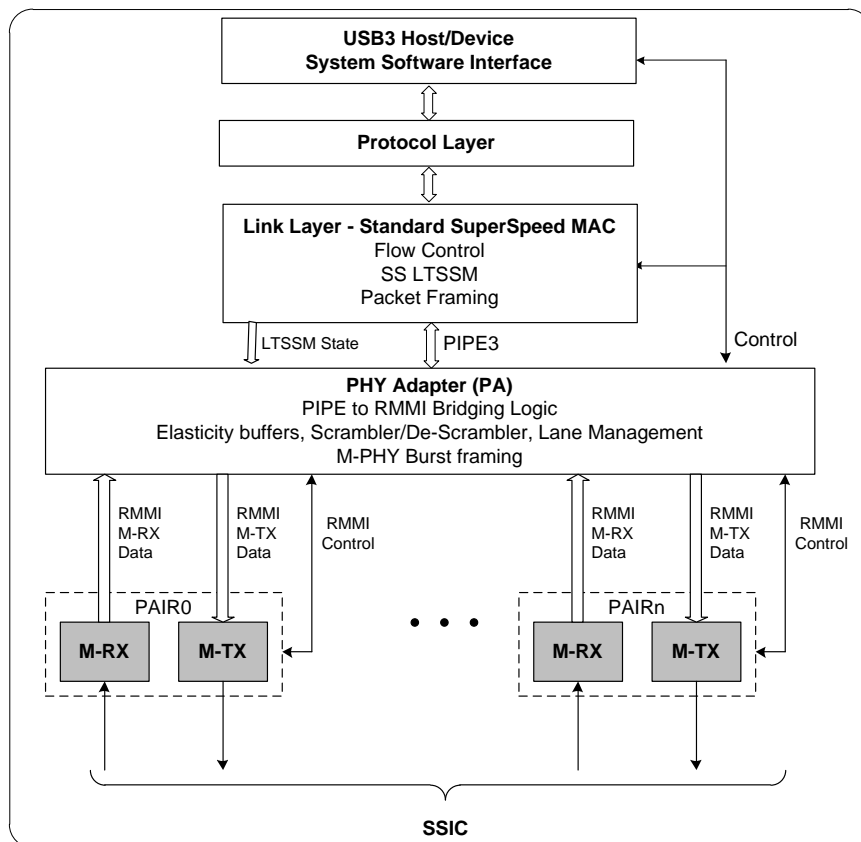 USB3 Host/Device
System Software Interface
Protocol Layer
Link Layer - Standard SuperSpeed MAC
Flow Control
SS LTSSM
Packet Framing
LTSSM State
PIPE3
Control
PHY Adapter (PA)
PIPE to RMMI Bridging Logic
Elasticity buffers, Scrambler/De-Scrambler, Lane Management
M-PHY Burst framing
RMMI
M-RX
Data
RMMI
M-TX
Data
RMMI
Control
RMMI
M-RX
Data
RMMI
M-TX
Data
RMMI
Control
PAIR0
M-RX
M-TX
PAIRn
M-RX
M-TX
SSIC